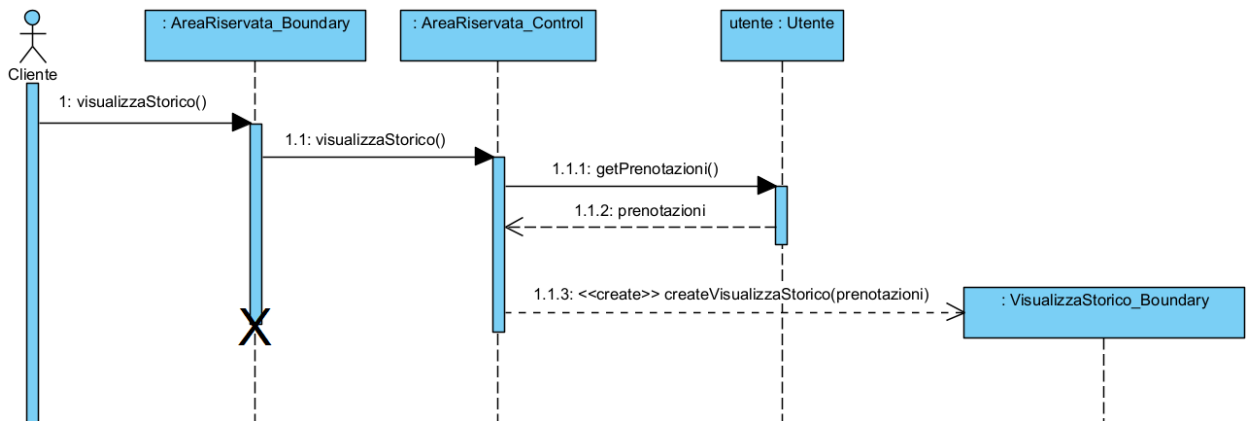 : AreaRiservata_Boundary
: AreaRiservata_Control
utente : Utente
Cliente
1: visualizzaStorico()
1.1: visualizzaStorico()
1.1.1: getPrenotazioni()
1.1.2: prenotazioni
1.1.3: <<create>> createVisualizzaStorico(prenotazioni)
: VisualizzaStorico_Boundary